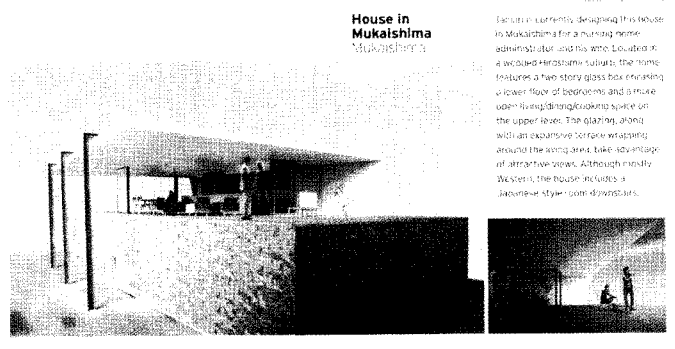 House in
Mukaishima
Mukaishima
is currently designing this house
in Mukaishima for a nursing home
administrator and his wife. Located in
a wooded Hiroshima suburb, the home
features a two story glass box encasing
a lower floor of bedrooms and a more
open living/dining/cooking space on
the upper level. The glazing, along
with an expansive terrace wrapping
around the living area, take advantage
of attractive views. Although mostly
Western, the house includes a
Japanese style room downstairs.